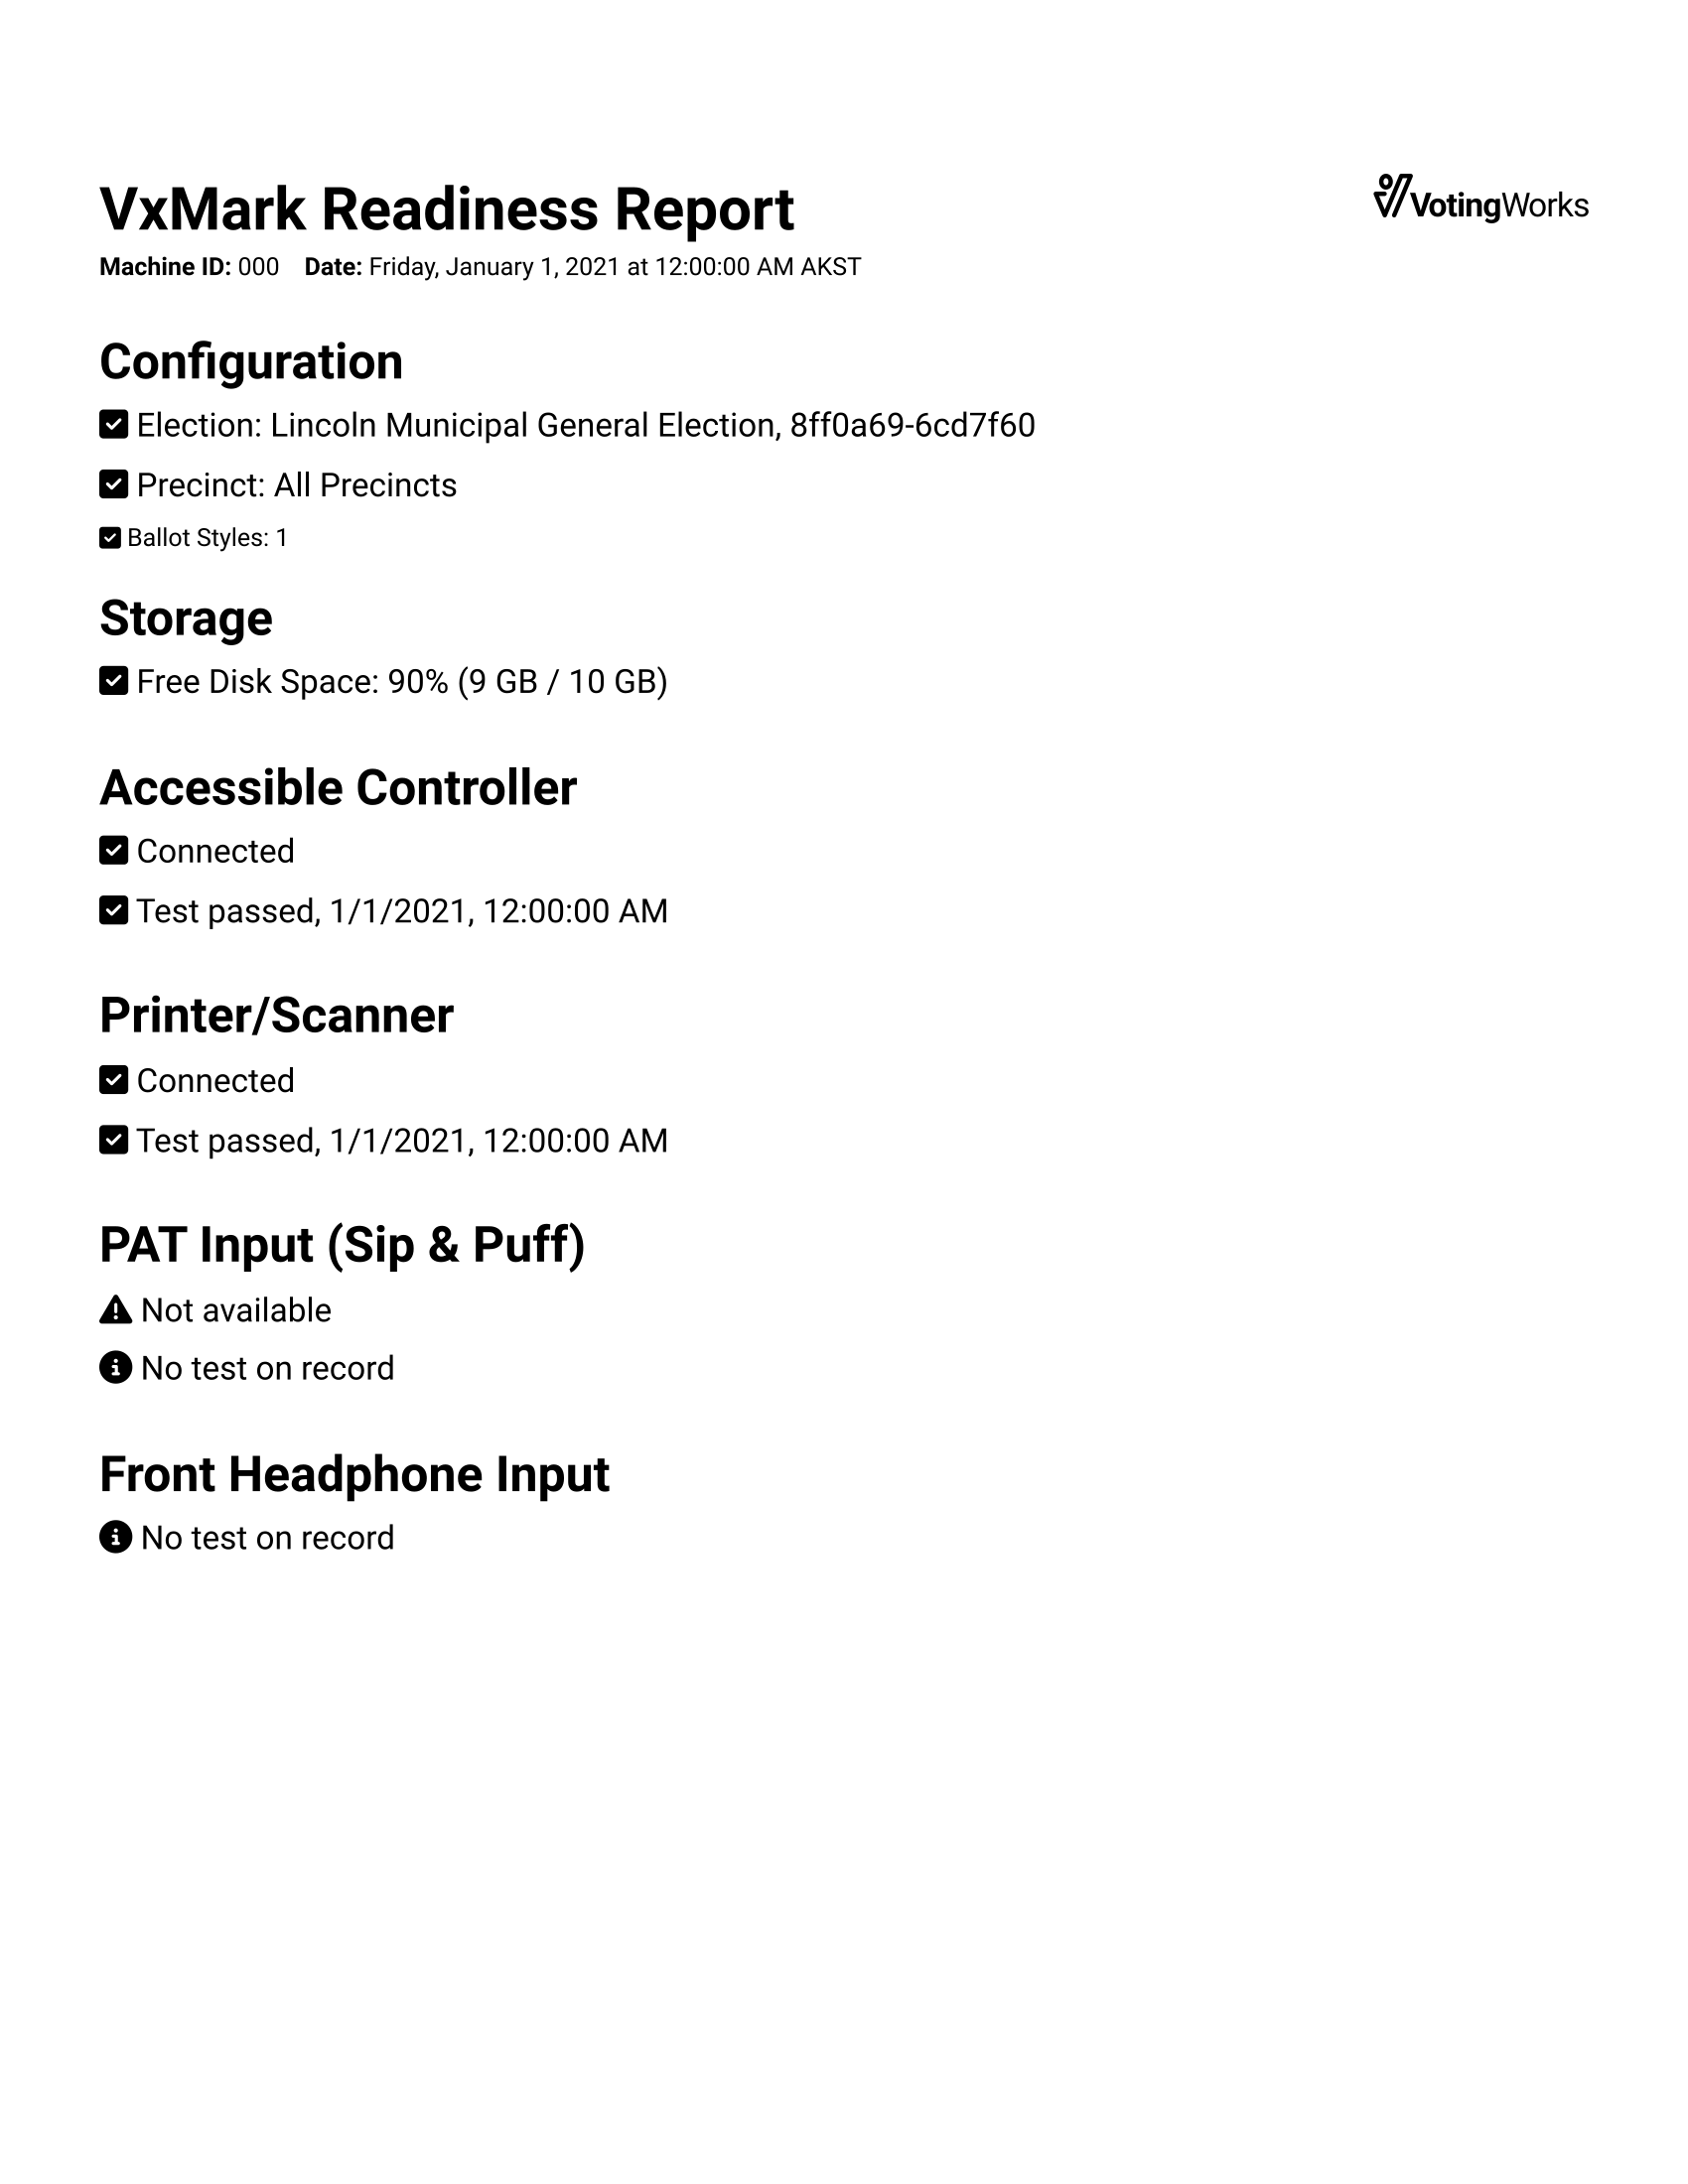 VxMark Readiness Report
VotingWorks
Machine ID: 000 Date: Friday, January 1, 2021 at 12:00:00 AM AKST
Configuration
Election: Lincoln Municipal General Election, 8ff0a69-6cd7f60
Precinct: All Precincts
Ballot Styles: 1
Storage
Free Disk Space: 90% (9 GB / 10 GB)
Accessible Controller
Connected
Test passed, 1/1/2021, 12:00:00 AM
Printer/Scanner
Connected
Test passed, 1/1/2021, 12:00:00 AM
PAT Input (Sip & Puff)
Not available
No test on record
Front Headphone Input
No test on record